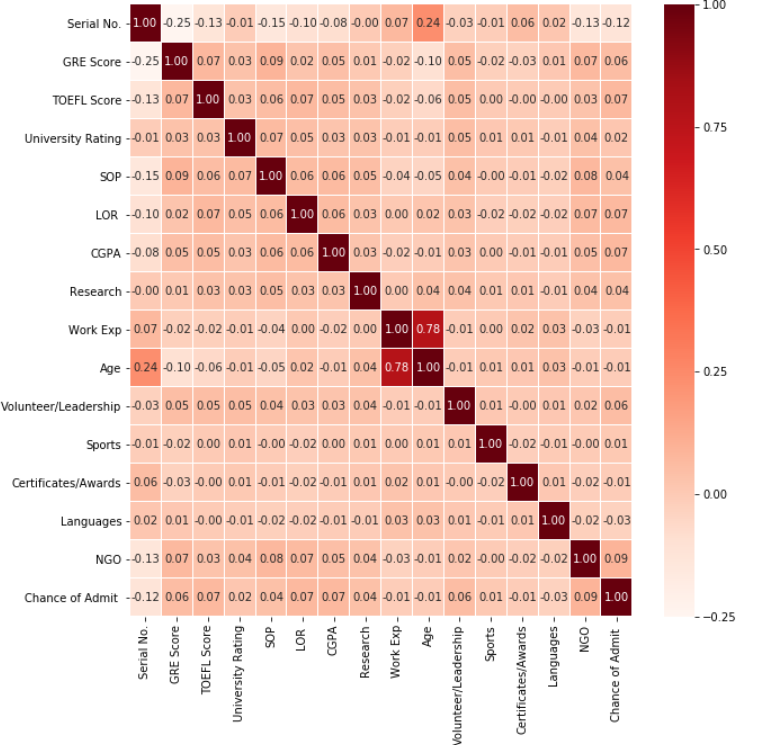 Serial No. 1.00 -0.25 -0.13 -0.01 -0.15 -0.10 -0.08 -0.00 0.07 0.24 -0.03 -0.01 0.06 0.02 -0.13 -0.12
GRE Score -0.25 1.00 0.07 0.03 0.09 0.02 0.05 0.01 -0.02 -0.10 0.05 -0.02 -0.03 0.01 0.07 0.06
TOEFL Score -0.13 0.07 1.00 0.03 0.06 0.07 0.05 0.03 -0.02 -0.06 0.05 0.00 -0.00 -0.00 0.03 0.07
University Rating -0.01 0.03 0.03 1.00 0.07 0.05 0.03 0.03 -0.01 -0.01 0.05 0.01 0.01 -0.01 0.04 0.02
SOP -0.15 0.09 0.06 0.07 1.00 0.06 0.06 0.05 -0.04 -0.05 0.04 -0.00 -0.01 -0.02 0.08 0.04
LOR -0.10 0.02 0.07 0.05 0.06 1.00 0.06 0.03 0.00 0.02 0.03 -0.02 -0.02 -0.02 0.07 0.07
CGPA -0.08 0.05 0.05 0.03 0.06 0.06 1.00 0.03 -0.02 -0.01 0.03 0.00 -0.01 -0.01 0.05 0.07
Research -0.00 0.01 0.03 0.03 0.05 0.03 0.03 1.00 0.00 0.04 0.04 0.01 0.01 -0.01 0.04 0.04
Work Exp 0.07 -0.02 -0.02 -0.01 -0.04 0.00 -0.02 0.00 1.00 0.78 -0.01 0.00 0.02 0.03 -0.03 -0.01
Age 0.24 -0.10 -0.06 -0.01 -0.05 0.02 -0.01 0.04 0.78 1.00 -0.01 0.01 0.01 0.03 -0.01 -0.01
Volunteer/Leadership -0.03 0.05 0.05 0.05 0.04 0.03 0.03 0.04 -0.01 -0.01 1.00 0.01 -0.00 0.01 0.02 0.06
Sports -0.01 -0.02 0.00 0.01 -0.00 -0.02 0.00 0.01 0.00 0.01 0.01 1.00 -0.02 -0.01 -0.00 0.01
Certificates/Awards 0.06 -0.03 -0.00 0.01 -0.01 -0.02 -0.01 0.01 0.02 0.01 -0.00 -0.02 1.00 0.01 -0.02 -0.01
Languages 0.02 0.01 -0.00 -0.01 -0.02 -0.02 -0.01 -0.01 0.03 0.03 0.01 -0.01 0.01 1.00 -0.02 -0.03
NGO -0.13 0.07 0.03 0.04 0.08 0.07 0.05 0.04 -0.03 -0.01 0.02 -0.00 -0.02 -0.02 1.00 0.09
Chance of Admit -0.12 0.06 0.07 0.02 0.04 0.07 0.07 0.04 -0.01 -0.01 0.06 0.01 -0.01 -0.03 0.09 1.00
Serial No.
GRE Score
TOEFL Score
University Rating
SOP
LOR
CGPA
Research
Work Exp
Age
Volunteer/Leadership
Sports
Certificates/Awards
Languages
NGO
Chance of Admit
1.00
0.75
0.50
0.25
0.00
−0.25